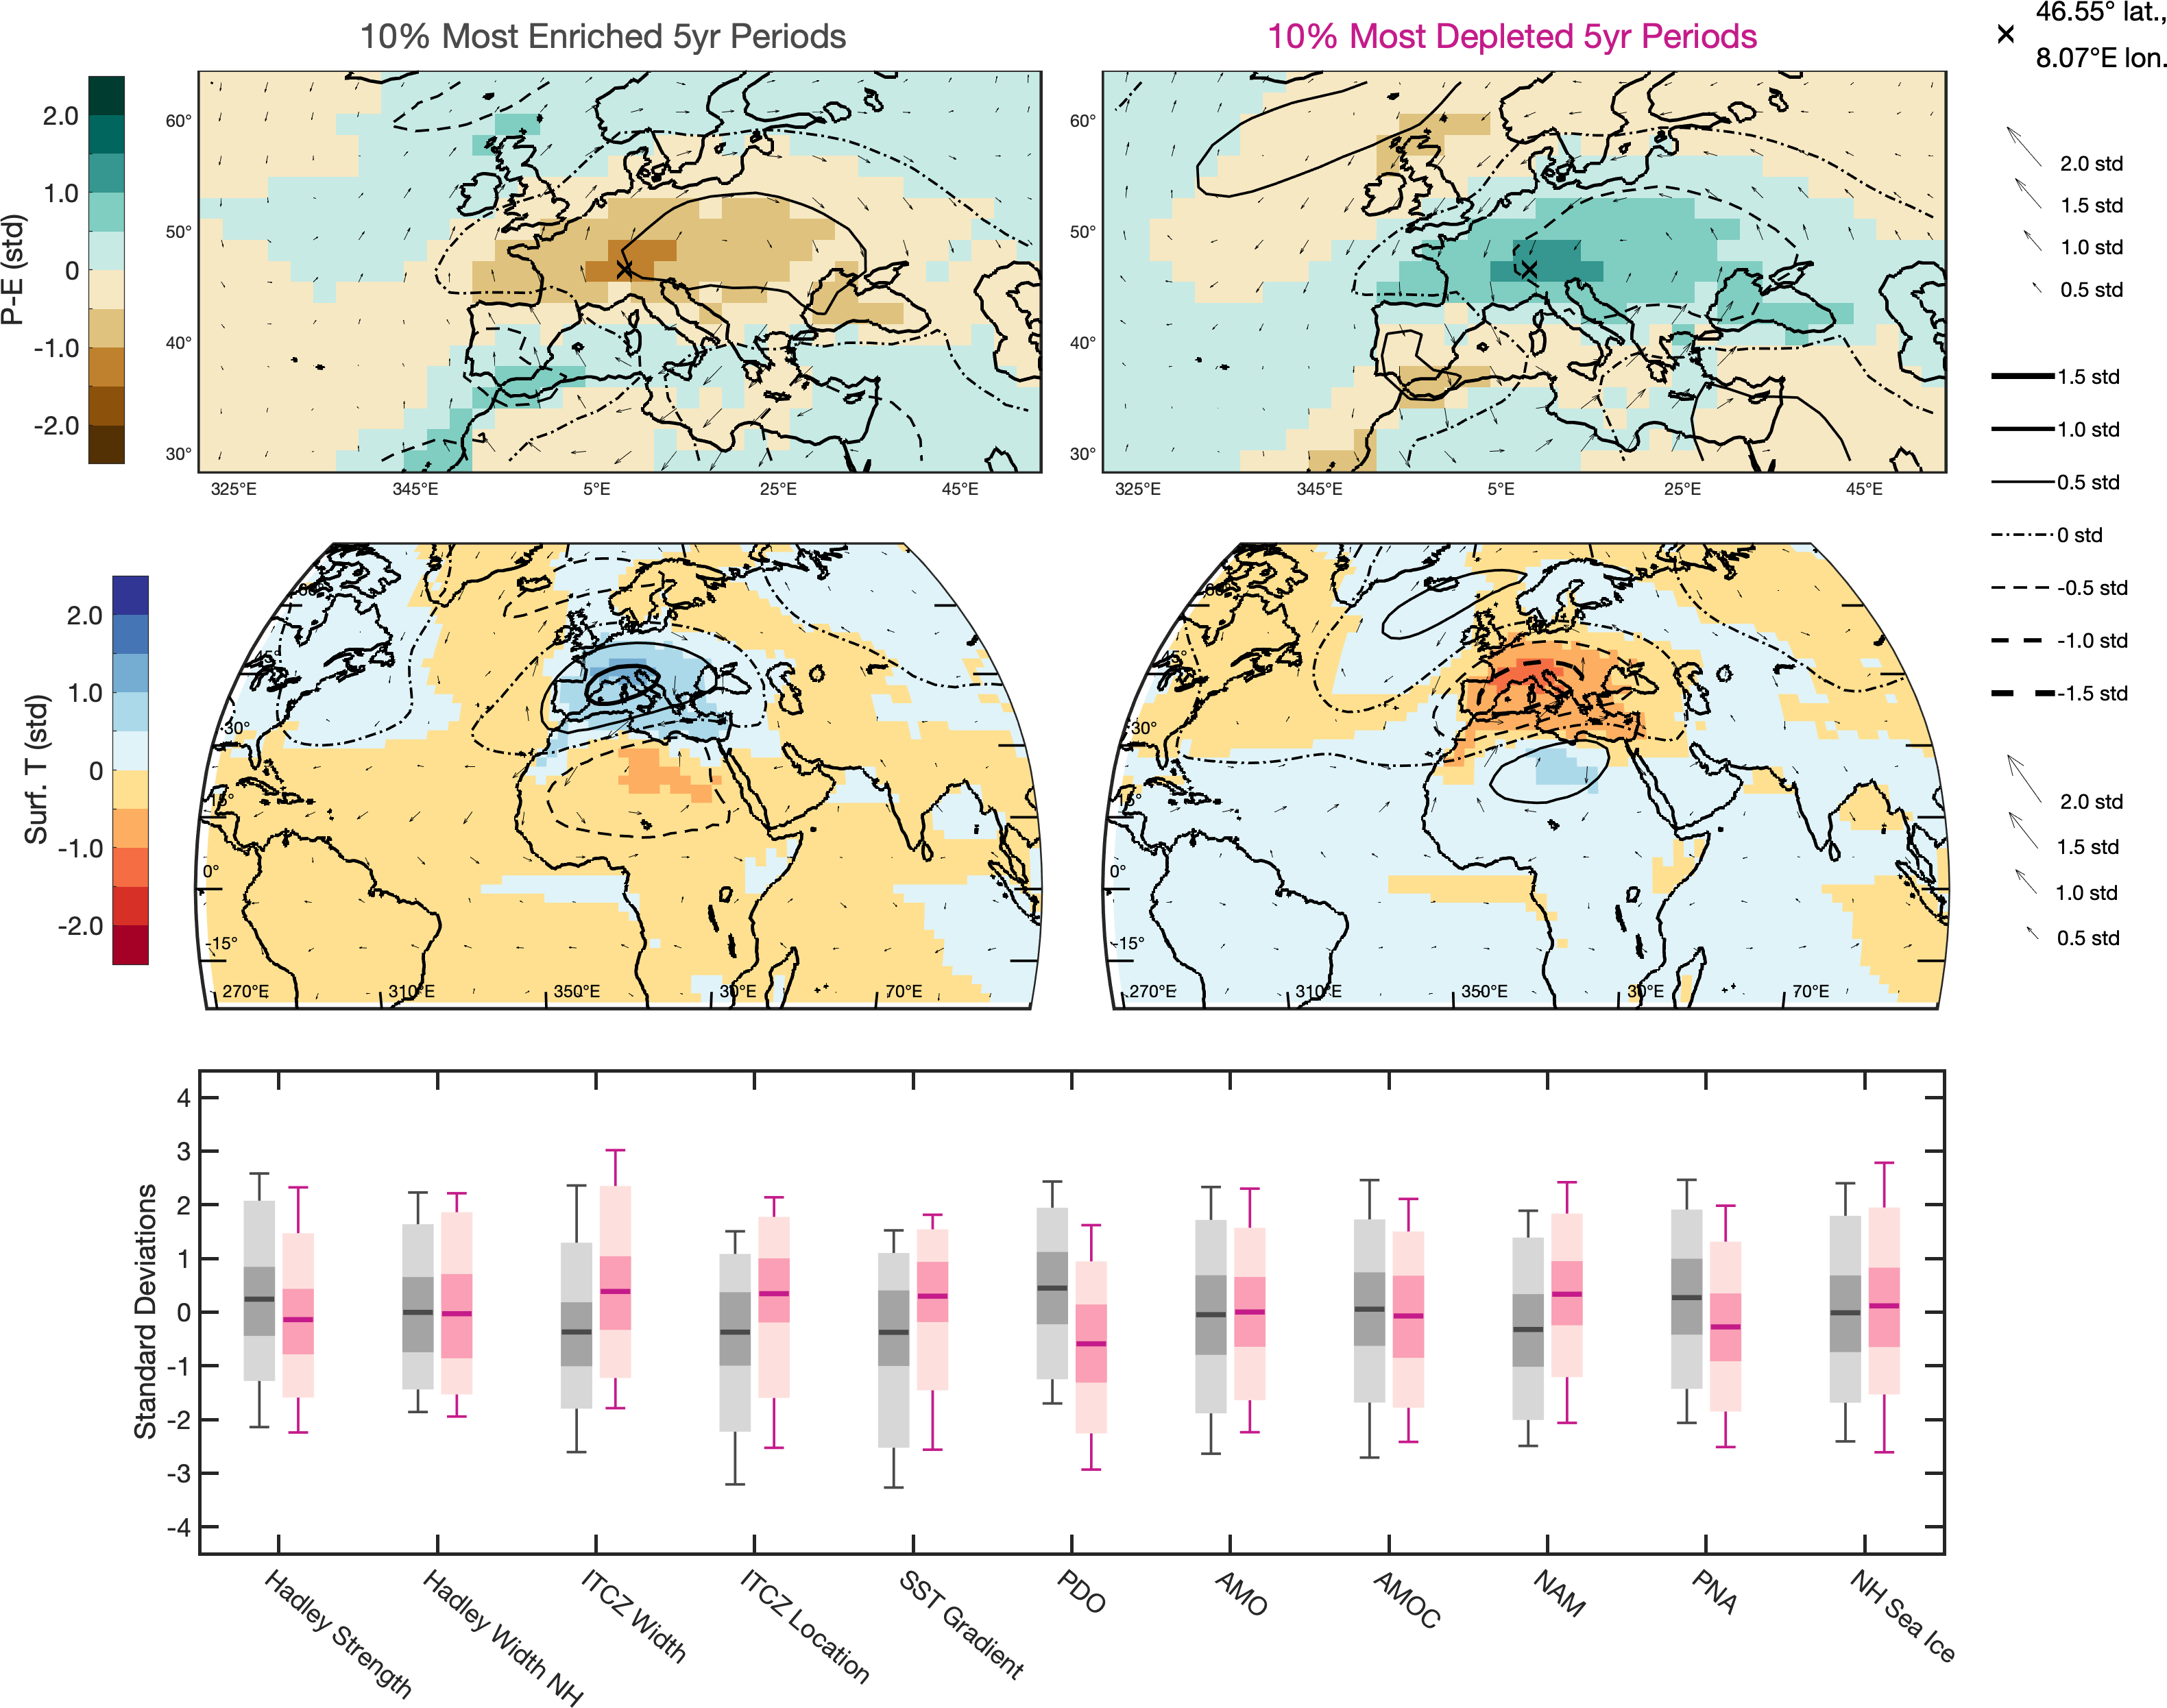 10% Most Enriched 5yr Periods
10% Most Depleted 5yr Periods
46.55° lat.,
8.07°E lon.
P-E (std)
2.0
1.0
0
-1.0
-2.0
60°
50°
40°
30°
325°E 345°E 5°E 25°E 45°E
60°
50°
40°
30°
325°E 345°E 5°E 25°E 45°E
2.0 std
1.5 std
1.0 std
0.5 std
1.5 std
1.0 std
0.5 std
0 std
-0.5 std
-1.0 std
-1.5 std
Surf. T (std)
2.0
1.0
0
-1.0
-2.0
45°
30°
15°
0°
-15°
270°E 310°E 350°E 30°E 70°E
45°
30°
15°
0°
-15°
270°E 310°E 350°E 30°E 70°E
2.0 std
1.5 std
1.0 std
0.5 std
Standard Deviations
4
3
2
1
0
-1
-2
-3
-4
Hadley Strength
Hadley Width NH
ITCZ Width
ITCZ Location
SST Gradient
PDO
AMO
AMOC
NAM
PNA
NH Sea Ice